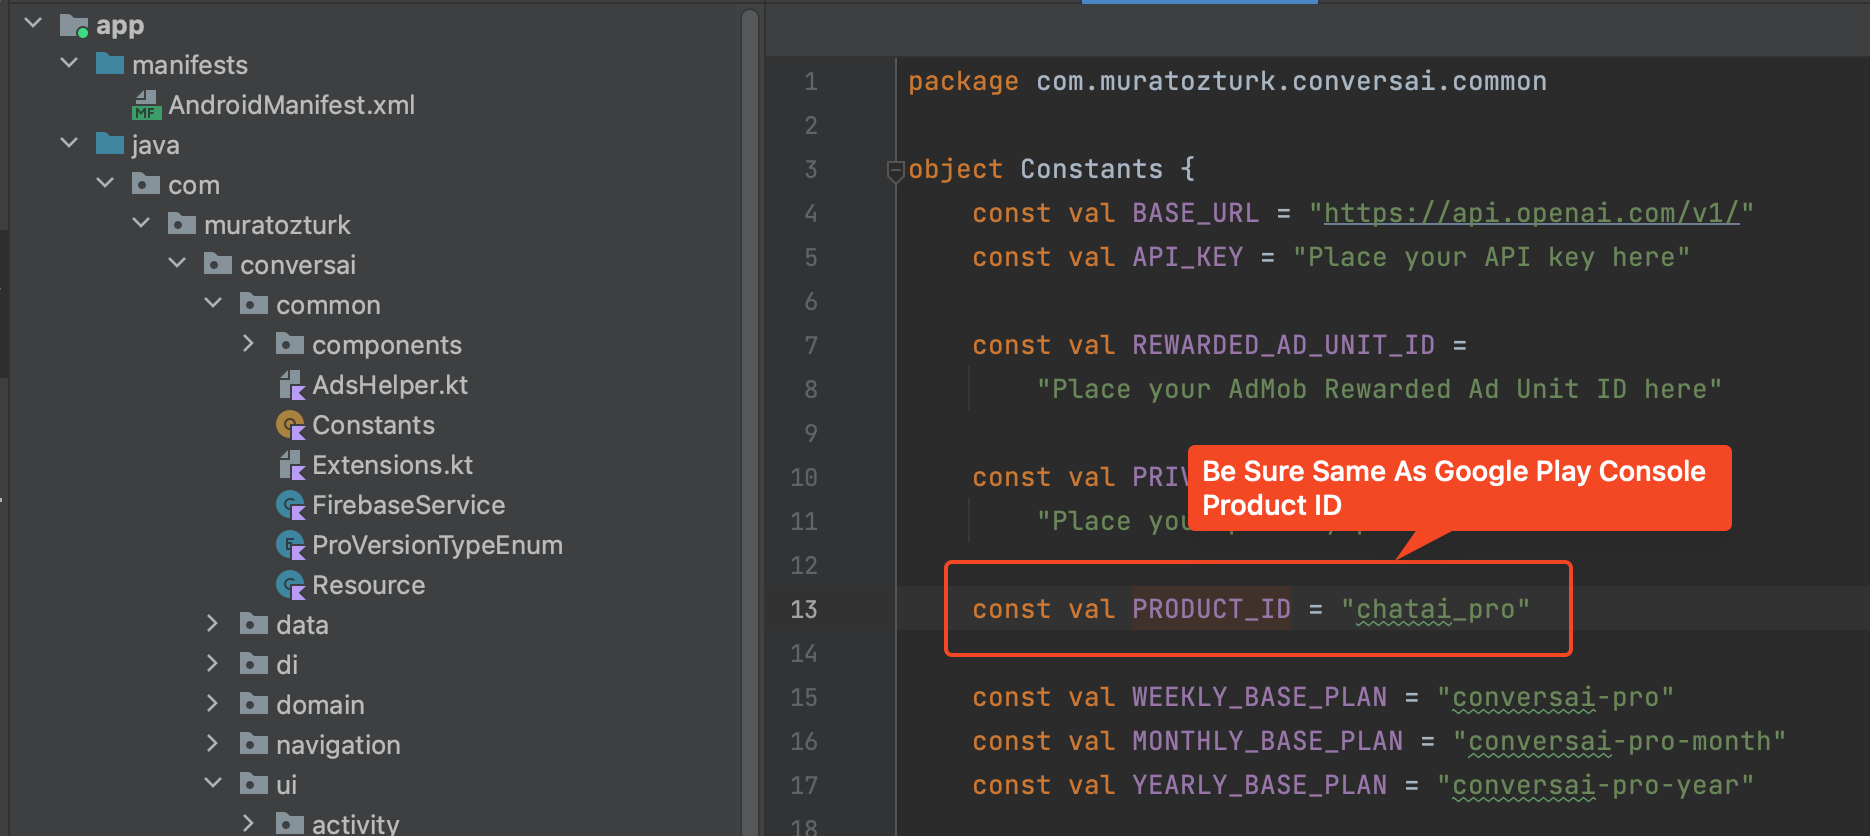 app
manifests
MF AndroidManifest.xml
java
com
muratozturk
conversai
common
components
AdsHelper.kt
Constants
Extensions.kt
FirebaseService
ProVersionTypeEnum
Resource
data
di
domain
navigation
ui
activity
1 package com.muratozturk.conversai.common
2
3 object Constants {
4 const val BASE_URL = "https://api.openai.com/v1/"
5 const val API_KEY = "Place your API key here"
6
7 const val REWARDED_AD_UNIT_ID =
8 "Place your AdMob Rewarded Ad Unit ID here"
9
Be Sure Same As Google Play Console
Product ID
10 const val
11 "Place
12
13 const val PRODUCT_ID = "chatai_pro"
14
15 const val WEEKLY_BASE_PLAN = "conversai-pro"
16 const val MONTHLY_BASE_PLAN = "conversai-pro-month"
17 const val YEARLY_BASE_PLAN = "conversai-pro-year"
18